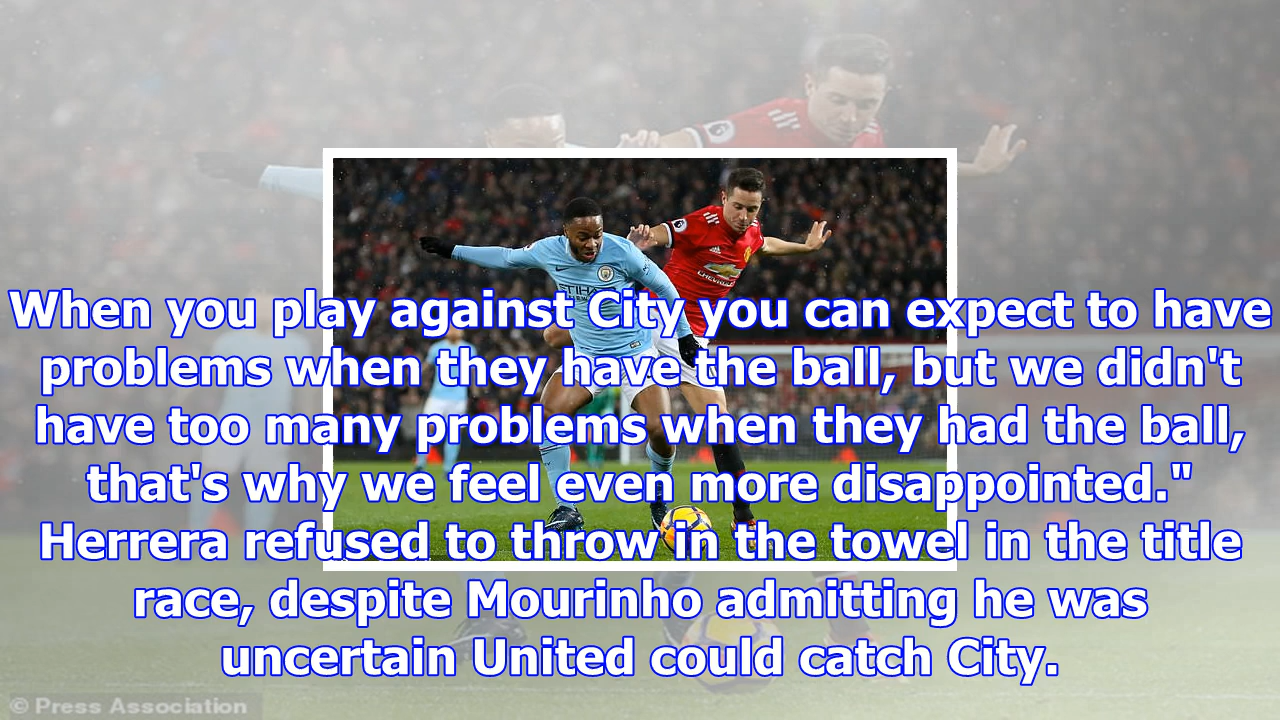 When you play against City you can expect to have
problems when they have the ball, but we didn't
have too many problems when they had the ball,
that's why we feel even more disappointed."
Herrera refused to throw in the towel in the title
race, despite Mourinho admitting he was
uncertain United could catch City.
CHEVROLET
© Press Association